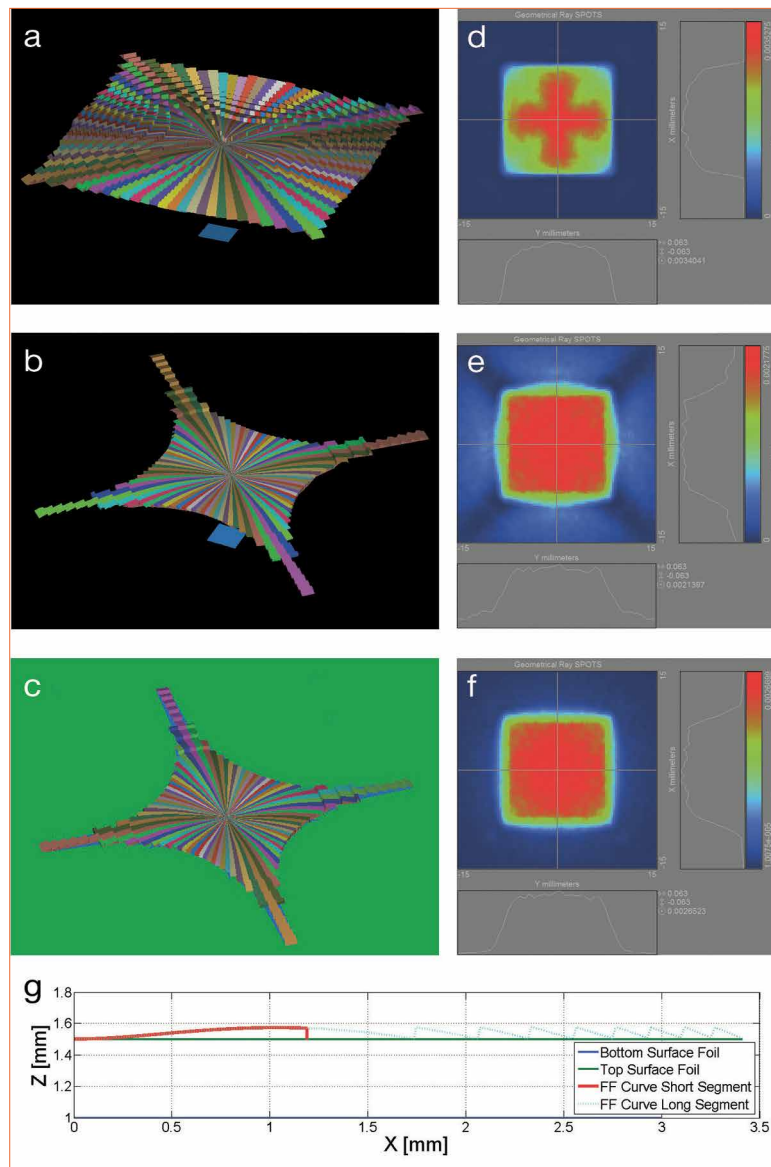 a
d
Geometrical Ray SPOTS
X millimeters
15
-15
-15
15
Y millimeters
0.063
-0.063
0.0034041
0
b
e
Geometrical Ray SPOTS
X millimeters
15
-15
-15
15
Y millimeters
0.063
-0.063
0.0021397
0.0021775
0
c
f
Geometrical Ray SPOTS
X millimeters
15
-15
-15
15
Y millimeters
0.063
-0.063
0.0026523
g
Z [mm]
1.8
1.6
1.4
1.2
1
0
0.5
1
1.5
2
2.5
3
3.5
4
X [mm]
Bottom Surface Foil
Top Surface Foil
FF Curve Short Segment
FF Curve Long Segment